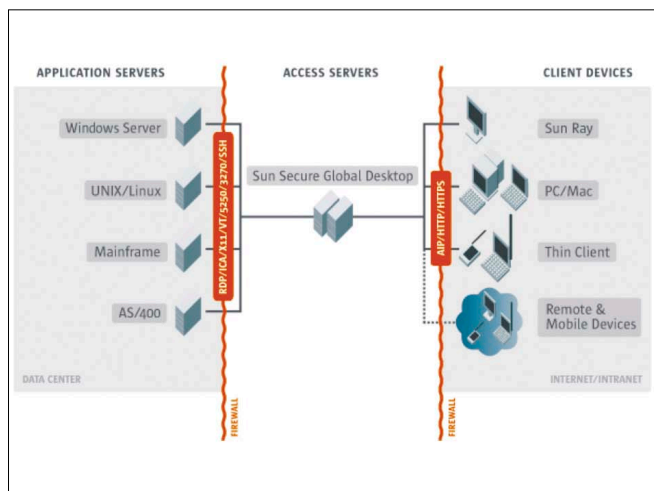 APPLICATION SERVERS
ACCESS SERVERS
CLIENT DEVICES
Windows Server
UNIX/Linux
Mainframe
AS/400
DATA CENTER
RDP/ICA/X11/VT/5250/3270/SSH
FIREWALL
Sun Secure Global Desktop
AIP/HTTP/HTTPS
FIREWALL
Sun Ray
PC/Mac
Thin Client
Remote &
Mobile Devices
INTERNET/INTRANET